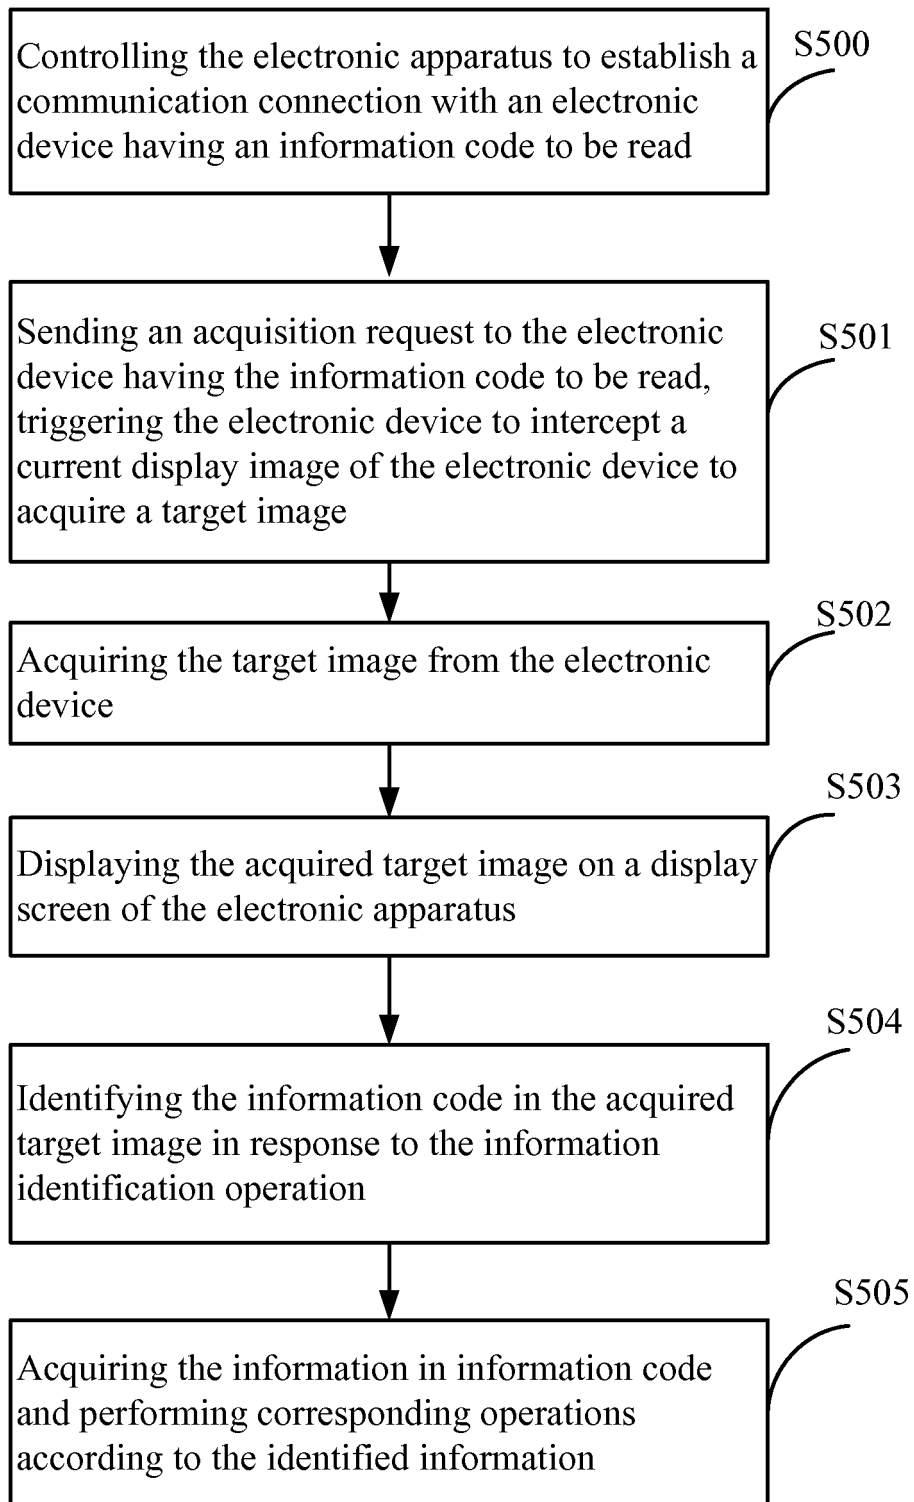 S500
Controlling the electronic apparatus to establish a
communication connection with an electronic
device having an information code to be read
S501
Sending an acquisition request to the electronic
device having the information code to be read,
triggering the electronic device to intercept a
current display image of the electronic device to
acquire a target image
S502
Acquiring the target image from the electronic
device
S503
Displaying the acquired target image on a display
screen of the electronic apparatus
S504
Identifying the information code in the acquired
target image in response to the information
identification operation
S505
Acquiring the information in information code
and performing corresponding operations
according to the identified information